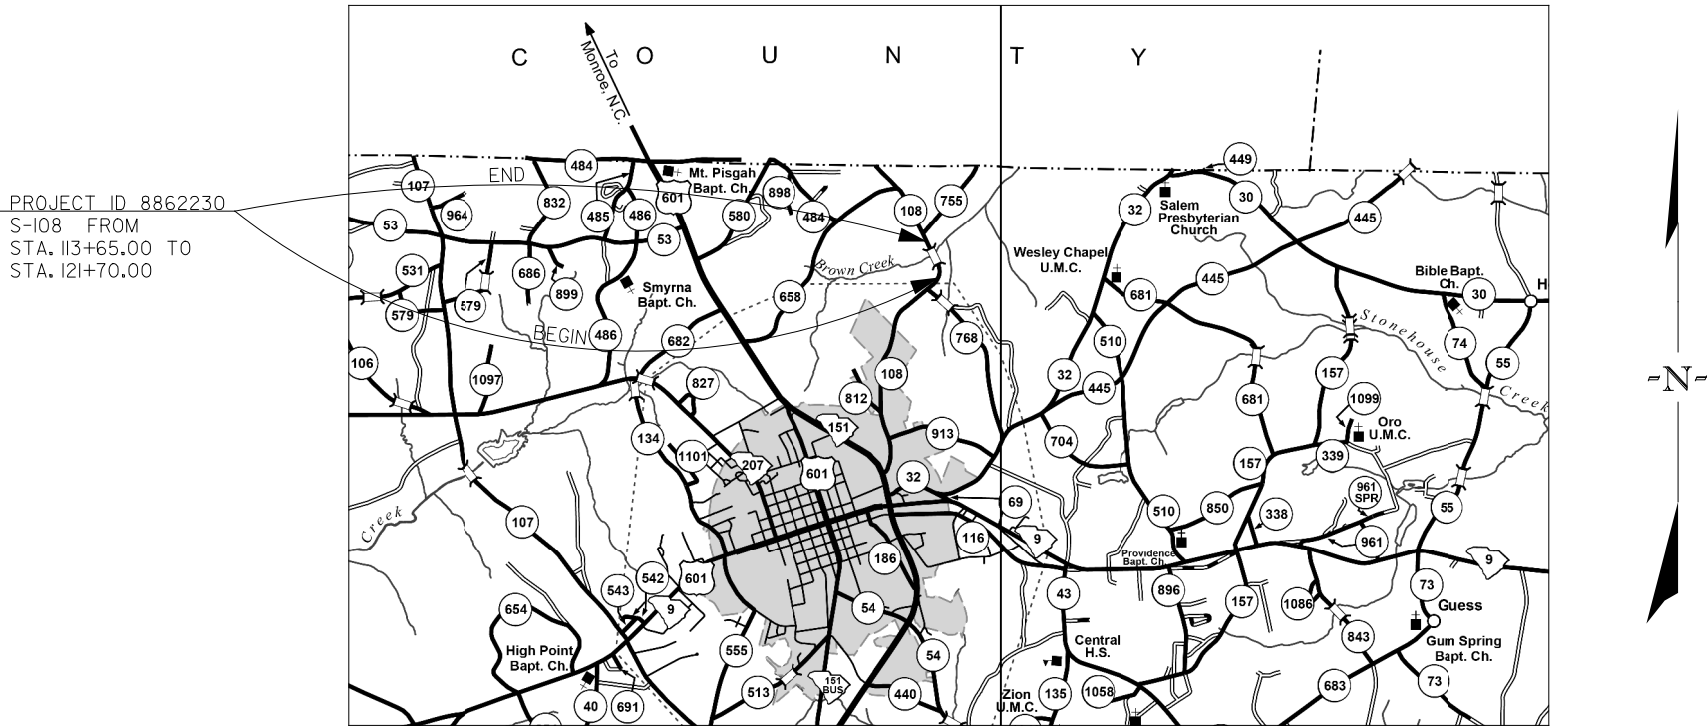 C O U N T Y
To
Monroe, N.C.
449
484
END
107
Mt. Pisgah
Bapt. Ch.
898
601
30
PROJECT ID 8862230
S-108 FROM
STA. 113+65.00 TO
STA. 121+70.00
964
832
485
486
580
484
108
755
32
Salem
Presbyterian
Church
445
53
53
Wesley Chapel
U.M.C.
531
686
899
Brown Creek
445
Bible Bapt.
Ch.
H
Smyrna
Bapt. Ch.
658
681
30
579
579
Stonehouse
Creek
BEGIN
486
682
768
510
74
55
106
1097
827
108
32
445
157
812
681
1099
134
151
913
704
Oro
U.M.C.
1101
207
601
32
157
339
961
SPR
69
510
850
338
55
Creek
107
116
9
961
186
Providence
Bapt. Ch.
9
543
542
601
43
896
73
9
157
1086
654
54
Guess
High Point
Bapt. Ch.
555
54
Central
H.S.
843
Gum Spring
Bapt. Ch.
513
151
BUS
440
Zion
U.M.C.
135
1058
683
73
40
691
-N-